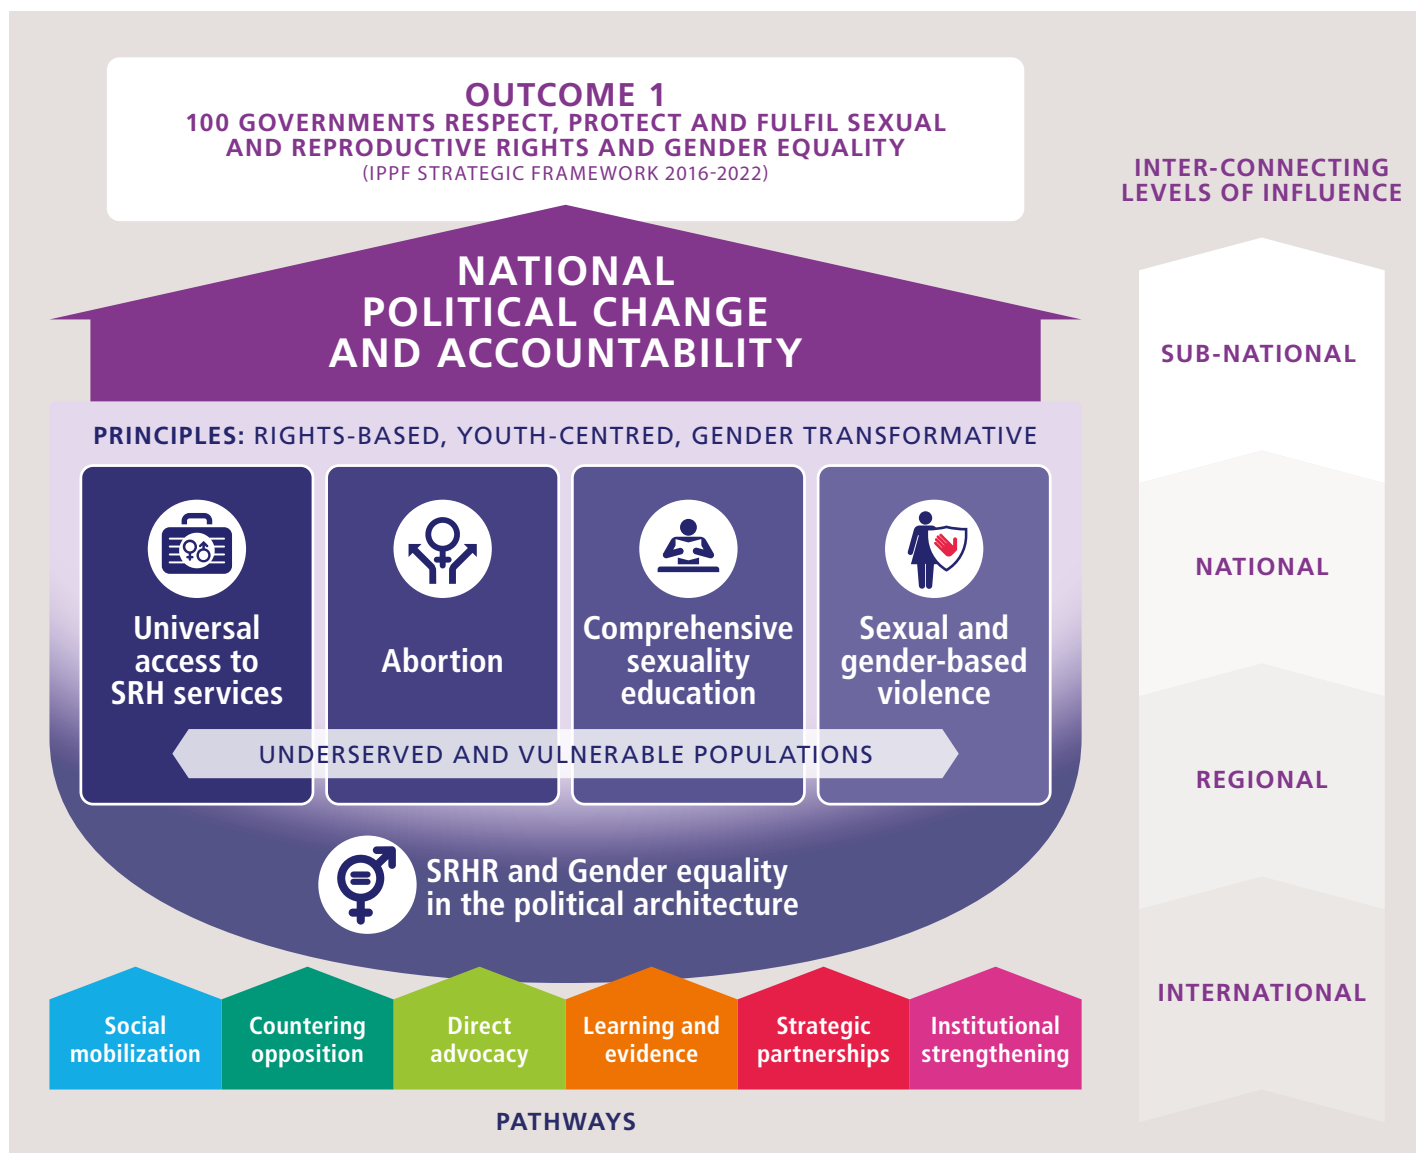 OUTCOME 1
100 GOVERNMENTS RESPECT, PROTECT AND FULFIL SEXUAL
AND REPRODUCTIVE RIGHTS AND GENDER EQUALITY
(IPPF STRATEGIC FRAMEWORK 2016-2022)
NATIONAL
POLITICAL CHANGE
AND ACCOUNTABILITY
PRINCIPLES: RIGHTS-BASED, YOUTH-CENTRED, GENDER TRANSFORMATIVE
Universal
access to
SRH services
Abortion
Comprehensive
sexuality
education
Sexual and
gender-based
violence
UNDERSERVED AND VULNERABLE POPULATIONS
SRHR and Gender equality
in the political architecture
Social
mobilization
Countering
opposition
Direct
advocacy
Learning and
evidence
Strategic
partnerships
Institutional
strengthening
PATHWAYS
INTER-CONNECTING
LEVELS OF INFLUENCE
SUB-NATIONAL
NATIONAL
REGIONAL
INTERNATIONAL